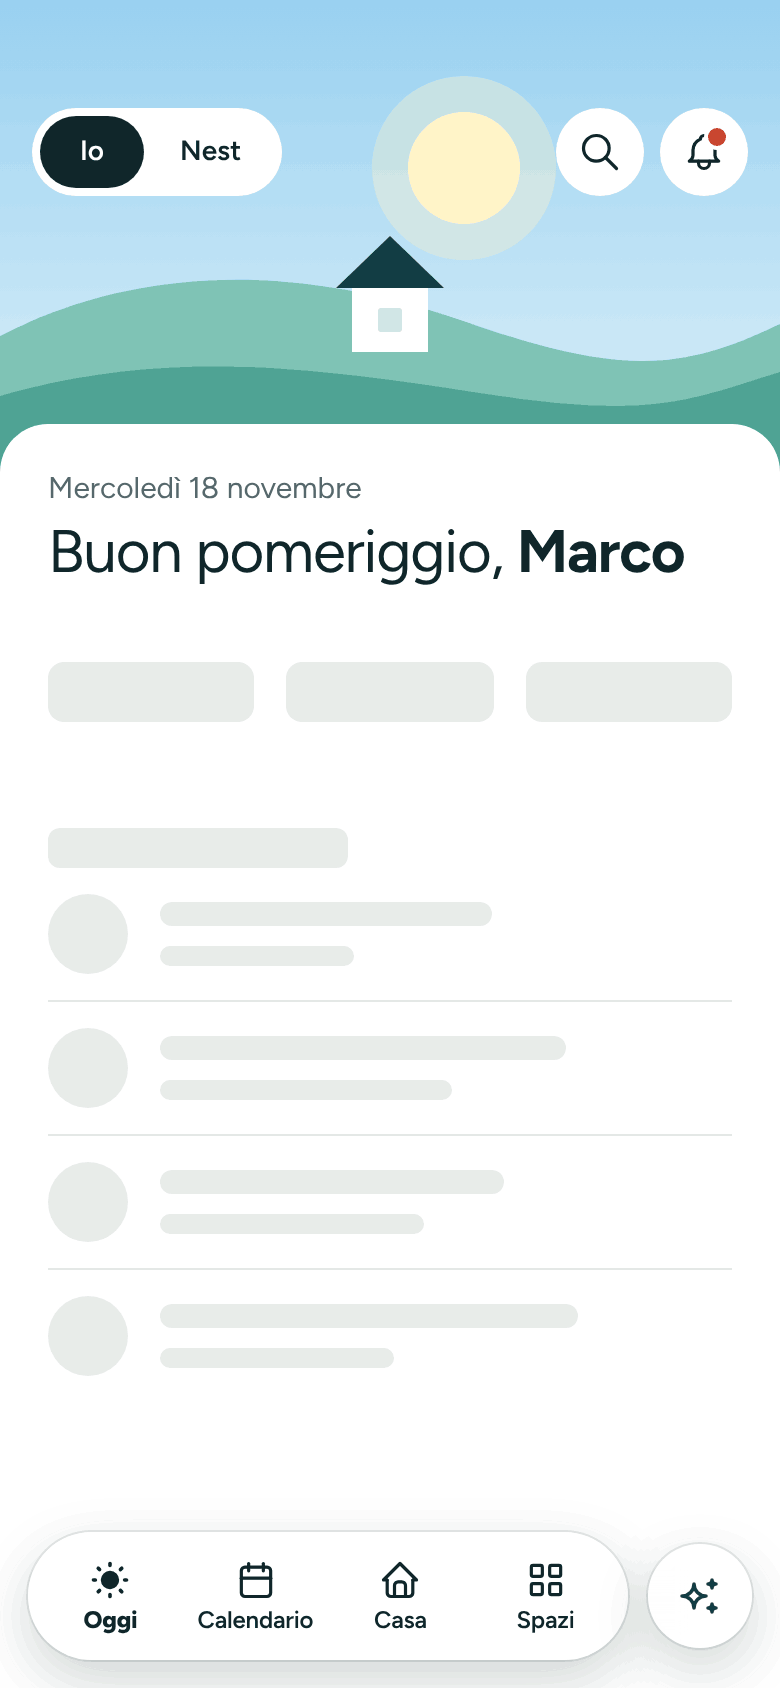 Io
Nest
Mercoledì 18 novembre
Buon pomeriggio, Marco
Oggi
Calendario
Casa
Spazi